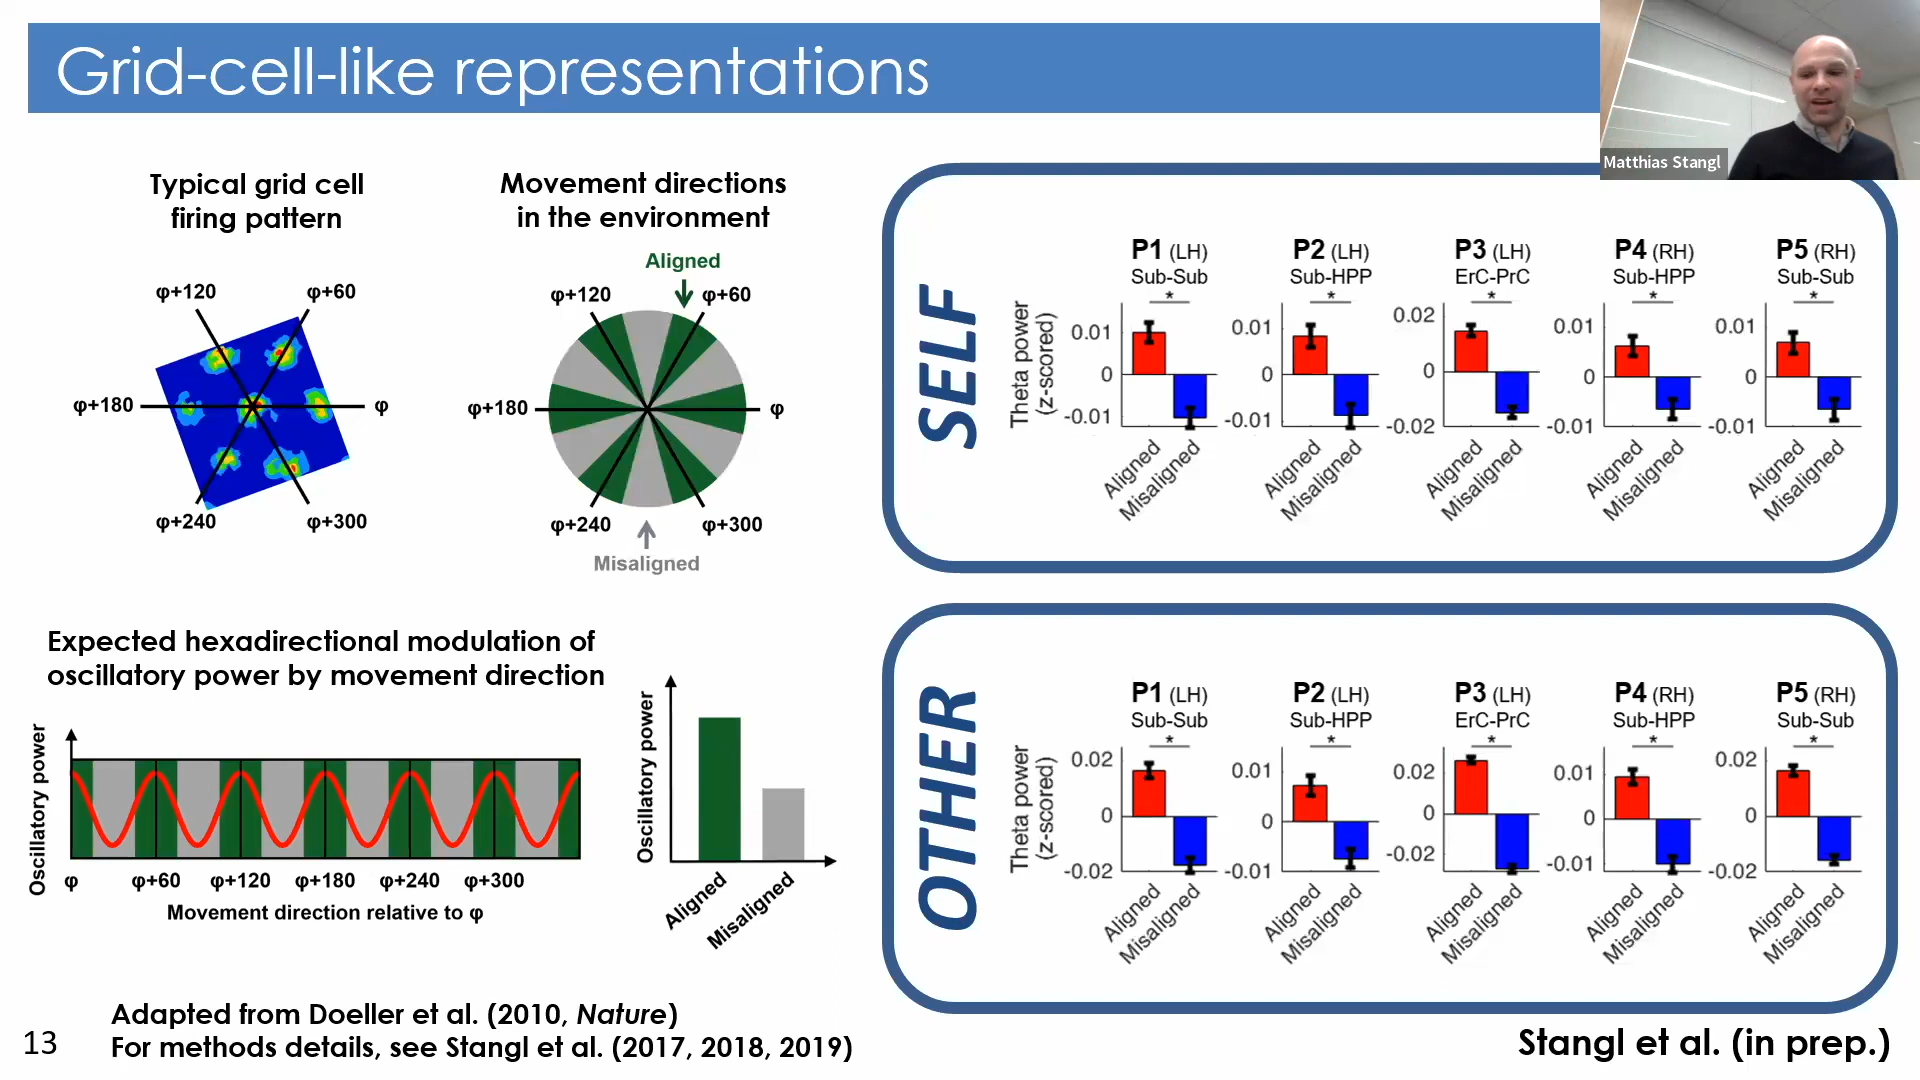 Grid-cell-like representations
Matthias Stangl
Typical grid cell
firing pattern
φ+120
φ+60
φ+180
φ
φ+240
φ+300
Movement directions
in the environment
Aligned
φ+120
φ+60
φ+180
φ
φ+240
φ+300
Misaligned
Expected hexadirectional modulation of
oscillatory power by movement direction
Oscillatory power
φ
φ+60
φ+120
φ+180
φ+240
φ+300
Movement direction relative to φ
Oscillatory power
Aligned
Misaligned
SELF
Theta power
(z-scored)
P1 (LH)
Sub-Sub
*
0.01
0
-0.01
Aligned
Misaligned
P2 (LH)
Sub-HPP
*
0.01
0
-0.01
Aligned
Misaligned
P3 (LH)
ErC-PrC
*
0.02
0
-0.02
Aligned
Misaligned
P4 (RH)
Sub-HPP
*
0.01
0
-0.01
Aligned
Misaligned
P5 (RH)
Sub-Sub
*
0.01
0
-0.01
Aligned
Misaligned
OTHER
Theta power
(z-scored)
P1 (LH)
Sub-Sub
*
0.02
0
-0.02
Aligned
Misaligned
P2 (LH)
Sub-HPP
*
0.01
0
-0.01
Aligned
Misaligned
P3 (LH)
ErC-PrC
*
0.02
0
-0.02
Aligned
Misaligned
P4 (RH)
Sub-HPP
*
0.01
0
-0.01
Aligned
Misaligned
P5 (RH)
Sub-Sub
*
0.02
0
-0.02
Aligned
Misaligned
13
Adapted from Doeller et al. (2010, Nature)
For methods details, see Stangl et al. (2017, 2018, 2019)
Stangl et al. (in prep.)